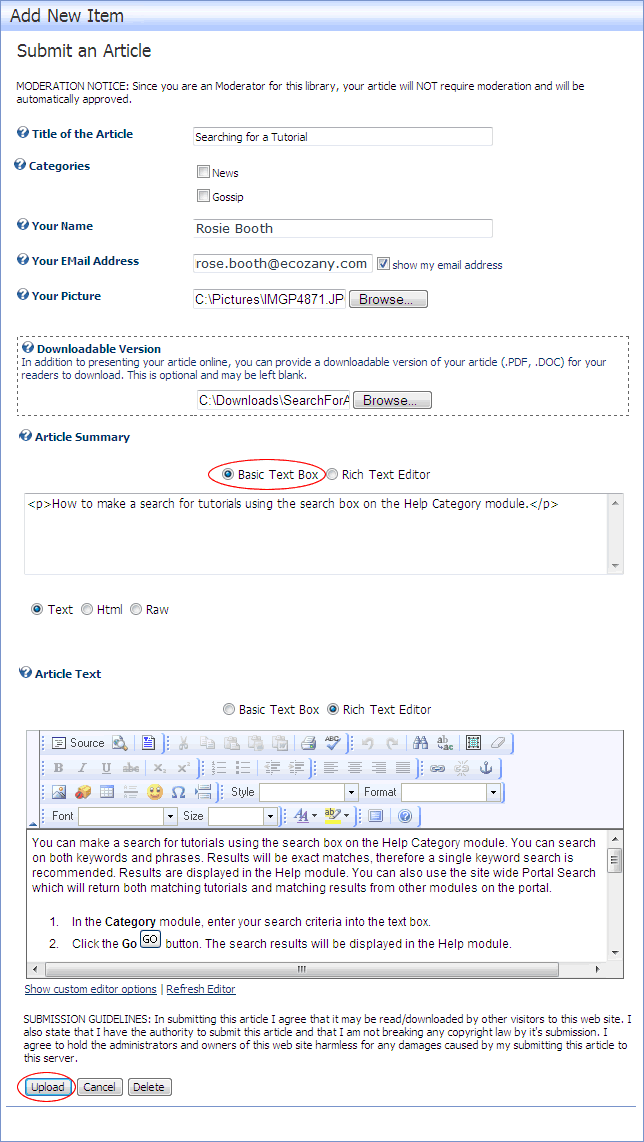 Add New Item
Submit an Article
MODERATION NOTICE: Since you are an Moderator for this library, your article will NOT require moderation and will be
automatically approved.
Title of the Article
Searching for a Tutorial
Categories
News
Gossip
Your Name
Rosie Booth
Your EMail Address
rose.booth@ecozany.com
show my email address
Your Picture
C:\Pictures\IMGP4871.JP
Browse...
Downloadable Version
In addition to presenting your article online, you can provide a downloadable version of your article (.PDF, .DOC) for your
readers to download. This is optional and may be left blank.
C:\Downloads\SearchForA
Browse...
Article Summary
Basic Text Box
Rich Text Editor
<p>How to make a search for tutorials using the search box on the Help Category module.</p>
Text
Html
Raw
Article Text
Basic Text Box
Rich Text Editor
Source
Style
Format
Font
Size
You can make a search for tutorials using the search box on the Help Category module. You can search
on both keywords and phrases. Results will be exact matches, therefore a single keyword search is
recommended. Results are displayed in the Help module. You can also use the site wide Portal Search
which will return both matching tutorials and matching results from other modules on the portal.
1. In the Category module, enter your search criteria into the text box.
2. Click the Go GO button. The search results will be displayed in the Help module.
Show custom editor options | Refresh Editor
SUBMISSION GUIDELINES: In submitting this article I agree that it may be read/downloaded by other visitors to this web site. I
also state that I have the authority to submit this article and that I am not breaking any copyright law by it's submission. I
agree to hold the administrators and owners of this web site harmless for any damages caused by my submitting this article to
this server.
Upload
Cancel
Delete